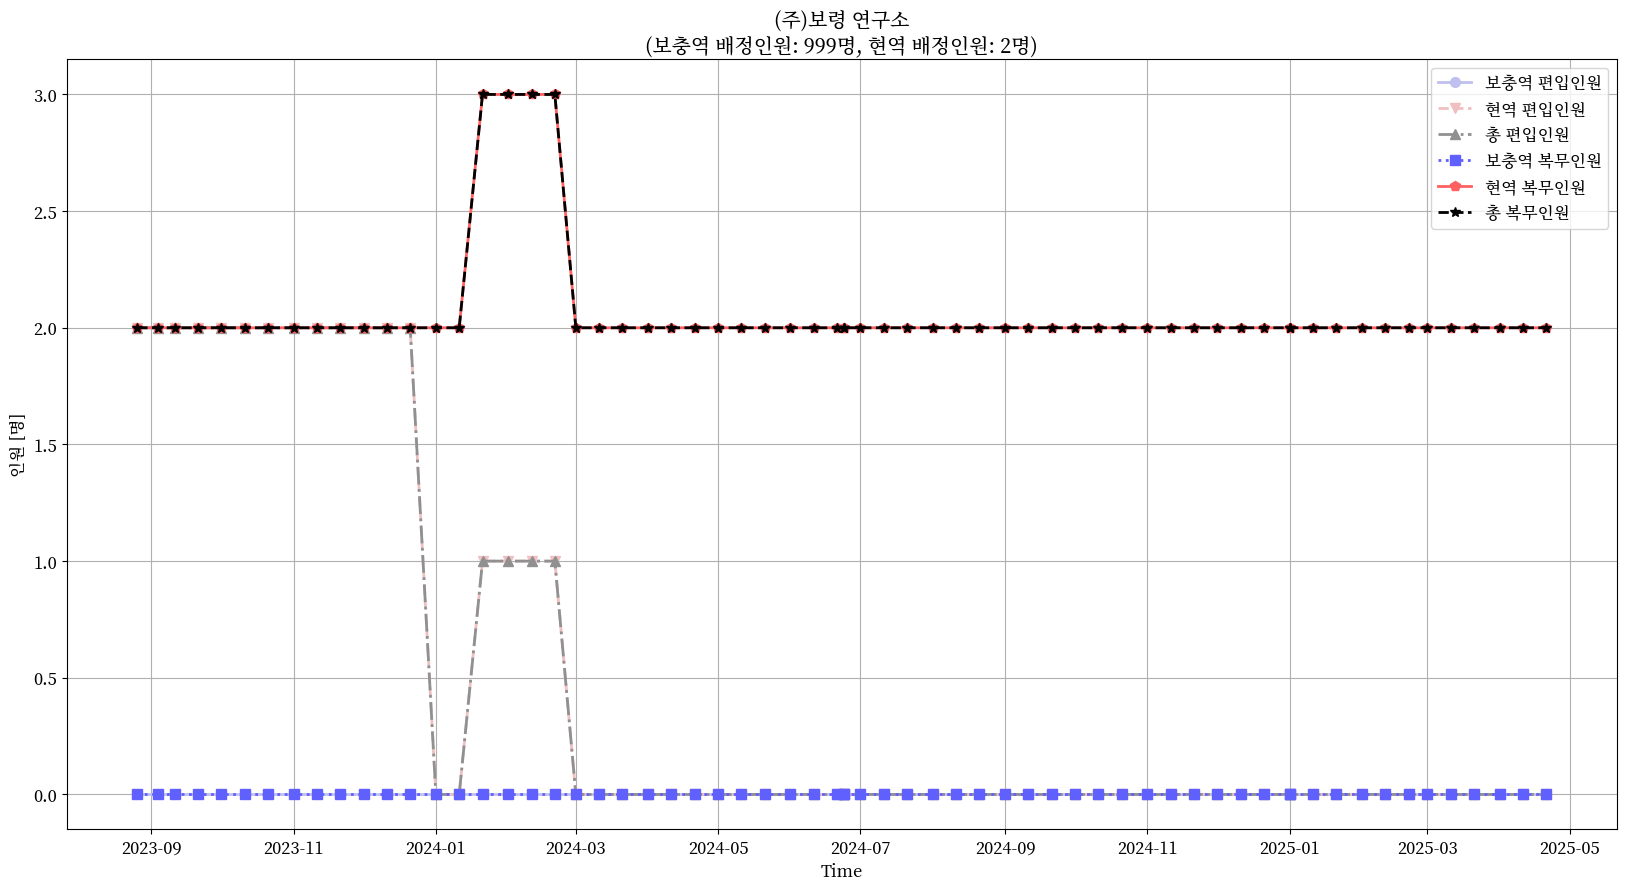 (주)보령 연구소
(보충역 배정인원: 999명, 현역 배정인원: 2명)
보충역 편입인원
현역 편입인원
총 편입인원
보충역 복무인원
현역 복무인원
총 복무인원
인원 [명]
3.0
2.5
2.0
1.5
1.0
0.5
0.0
2023-09
2023-11
2024-01
2024-03
2024-05
2024-07
2024-09
2024-11
2025-01
2025-03
2025-05
Time